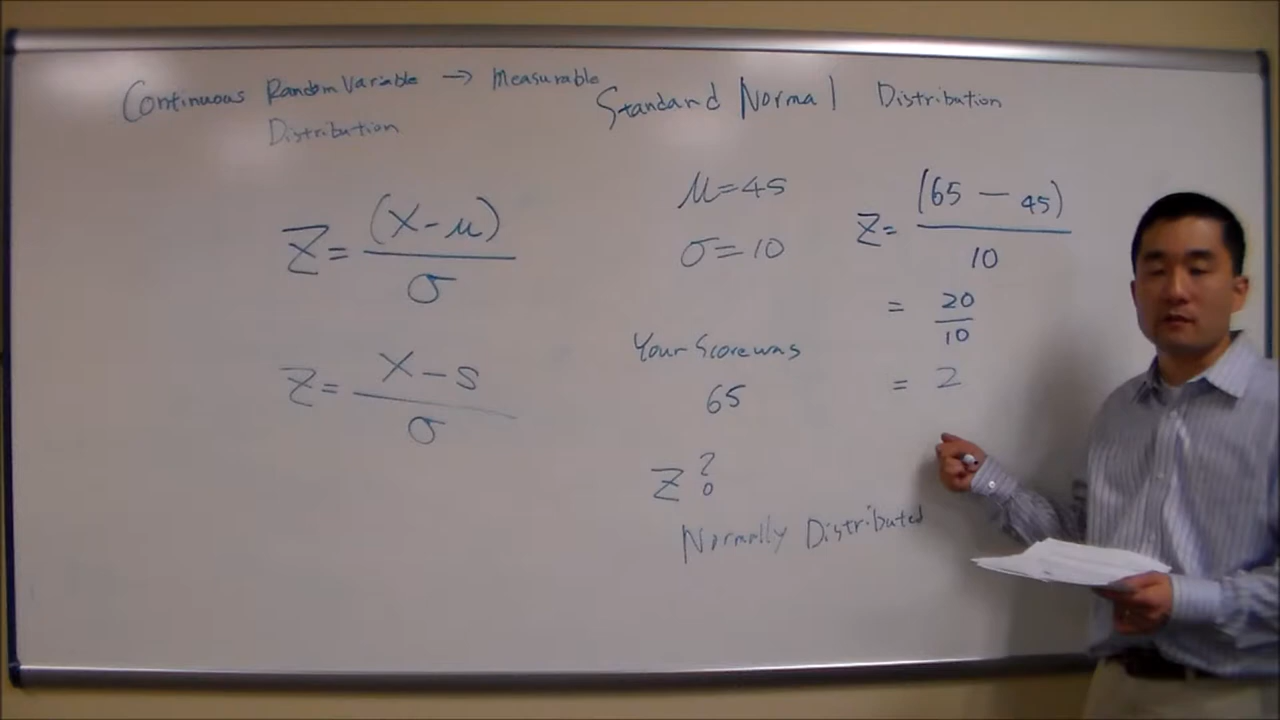 Continuous Random Variable → Measurable
Distribution
Z = (X - μ) / σ
Z = X - s / σ
Standard Normal Distribution
μ = 45
σ = 10
Your Score was
65
Z ?
Normally Distributed
Z = (65 - 45) / 10
= 20 / 10
= 2